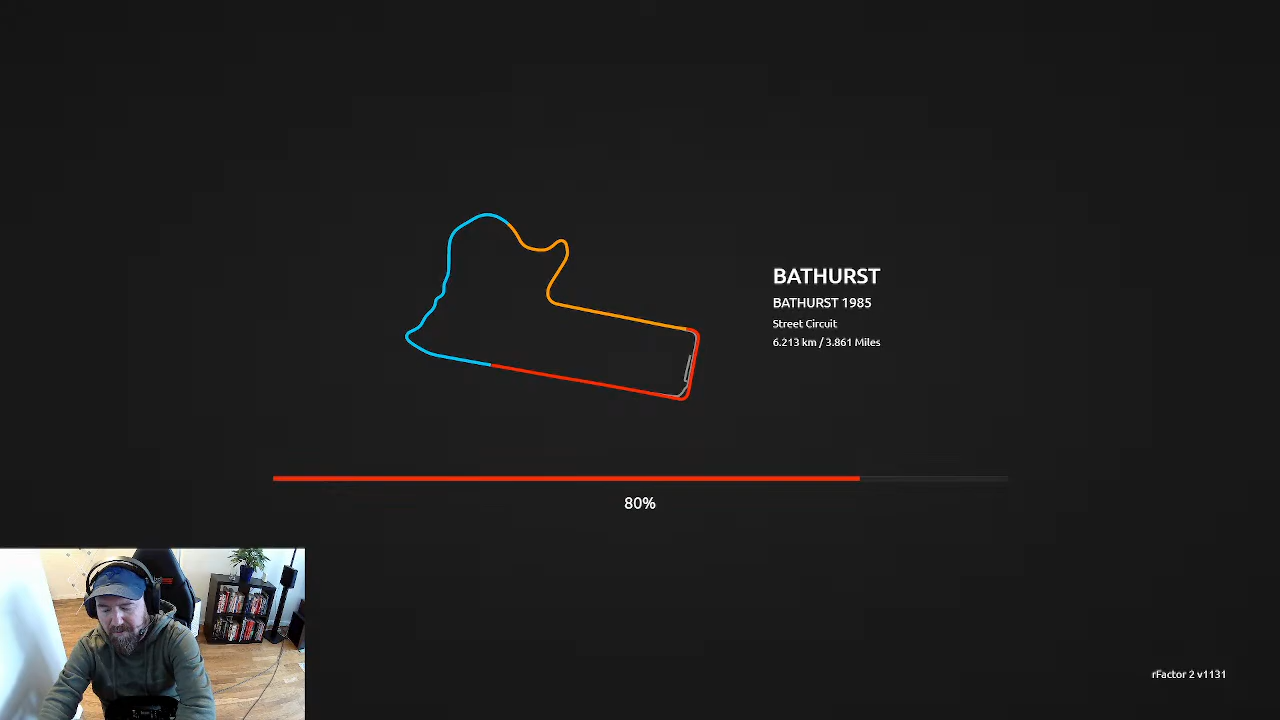 BATHURST
BATHURST 1985
Street Circuit
6.213 km / 3.861 Miles
80%
rFactor 2 v1131